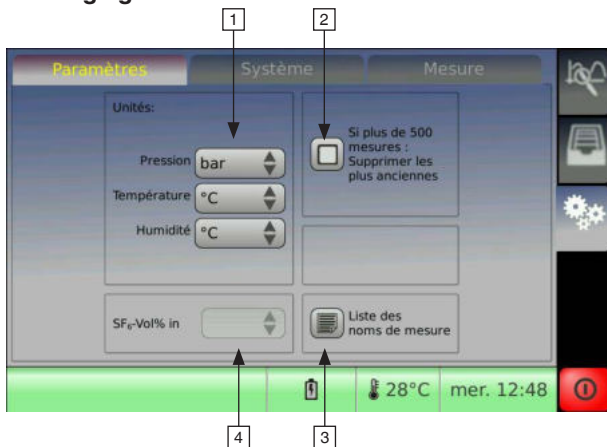 1
2
Paramètres
Système
Mesure
Unités:
Pression bar
Température °C
Humidité °C
Si plus de 500
mesures :
Supprimer les
plus anciennes
SF₆-Vol% in
Liste des
noms de mesure
28°C
mer. 12:48
4
3